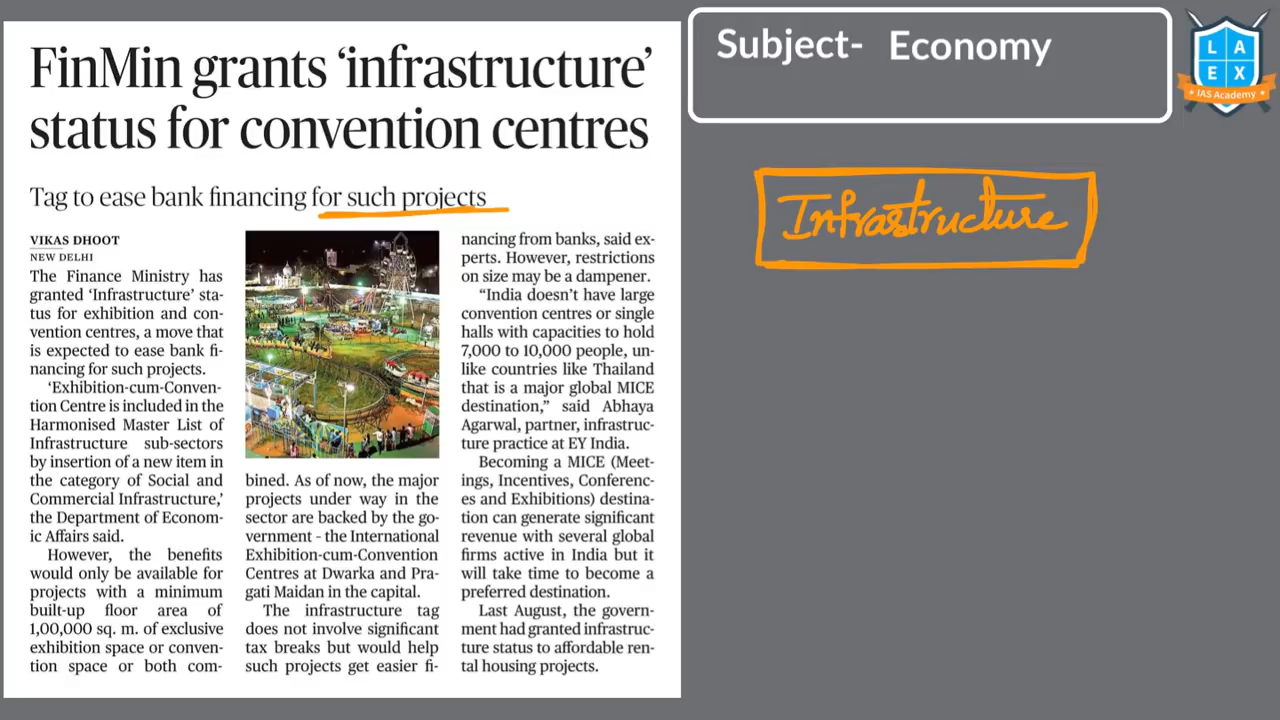 FinMin grants ‘infrastructure’
status for convention centres
Tag to ease bank financing for such projects
VIKAS DHOOT
NEW DELHI
The Finance Ministry has
granted ‘Infrastructure’ sta-
tus for exhibition and con-
vention centres, a move that
is expected to ease bank fi-
nancing for such projects.
‘Exhibition-cum-Conven-
tion Centre is included in the
Harmonised Master List of
Infrastructure sub-sectors
by insertion of a new item in
the category of Social and
Commercial Infrastructure,’
the Department of Econom-
ic Affairs said.
However, the benefits
would only be available for
projects with a minimum
built-up floor area of
1,00,000 sq. m. of exclusive
exhibition space or conven-
tion space or both com-
bined. As of now, the major
projects under way in the
sector are backed by the go-
vernment – the International
Exhibition-cum-Convention
Centres at Dwarka and Pra-
gati Maidan in the capital.
The infrastructure tag
does not involve significant
tax breaks but would help
such projects get easier fi-
nancing from banks, said ex-
perts. However, restrictions
on size may be a dampener.
“India doesn’t have large
convention centres or single
halls with capacities to hold
7,000 to 10,000 people, un-
like countries like Thailand
that is a major global MICE
destination,” said Abhaya
Agarwal, partner, infrastruc-
ture practice at EY India.
Becoming a MICE (Meet-
ings, Incentives, Conferenc-
es and Exhibitions) destina-
tion can generate significant
revenue with several global
firms active in India but it
will take time to become a
preferred destination.
Last August, the govern-
ment had granted infrastruc-
ture status to affordable ren-
tal housing projects.
Subject- Economy
L A
E X
IAS Academy
Infrastructure